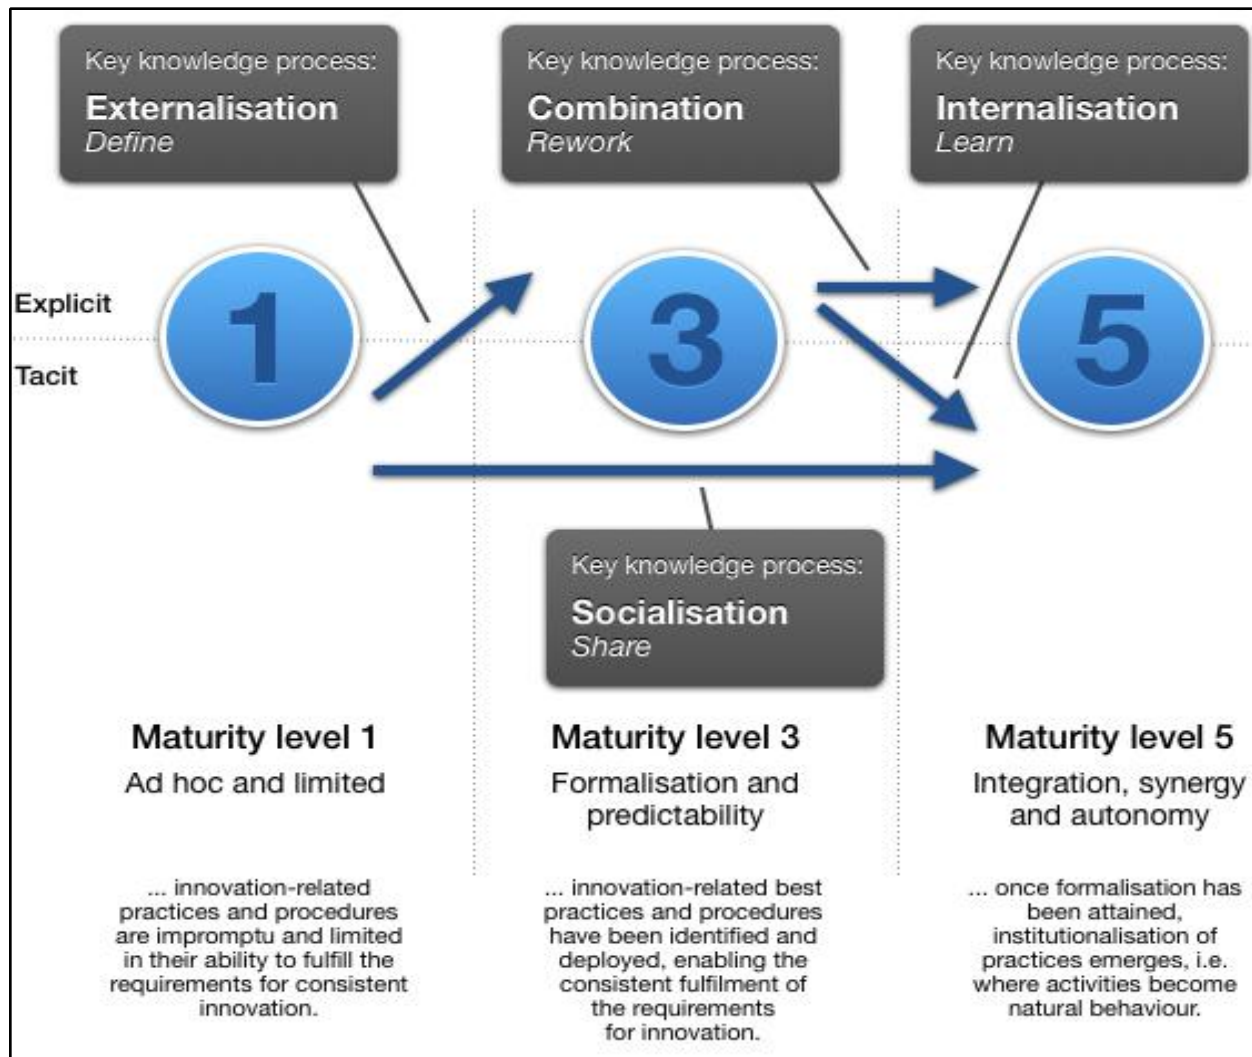 Key knowledge process:
Externalisation
Define
Key knowledge process:
Combination
Rework
Key knowledge process:
Internalisation
Learn
Explicit
Tacit
1
3
5
Key knowledge process:
Socialisation
Share
Maturity level 1
Ad hoc and limited
... innovation-related
practices and procedures
are impromptu and limited
in their ability to fulfill the
requirements for consistent
innovation.
Maturity level 3
Formalisation and
predictability
... innovation-related best
practices and procedures
have been identified and
deployed, enabling the
consistent fulfilment of
the requirements
for innovation.
Maturity level 5
Integration, synergy
and autonomy
... once formalisation has
been attained,
institutionalisation of
practices emerges, i.e.
where activities become
natural behaviour.